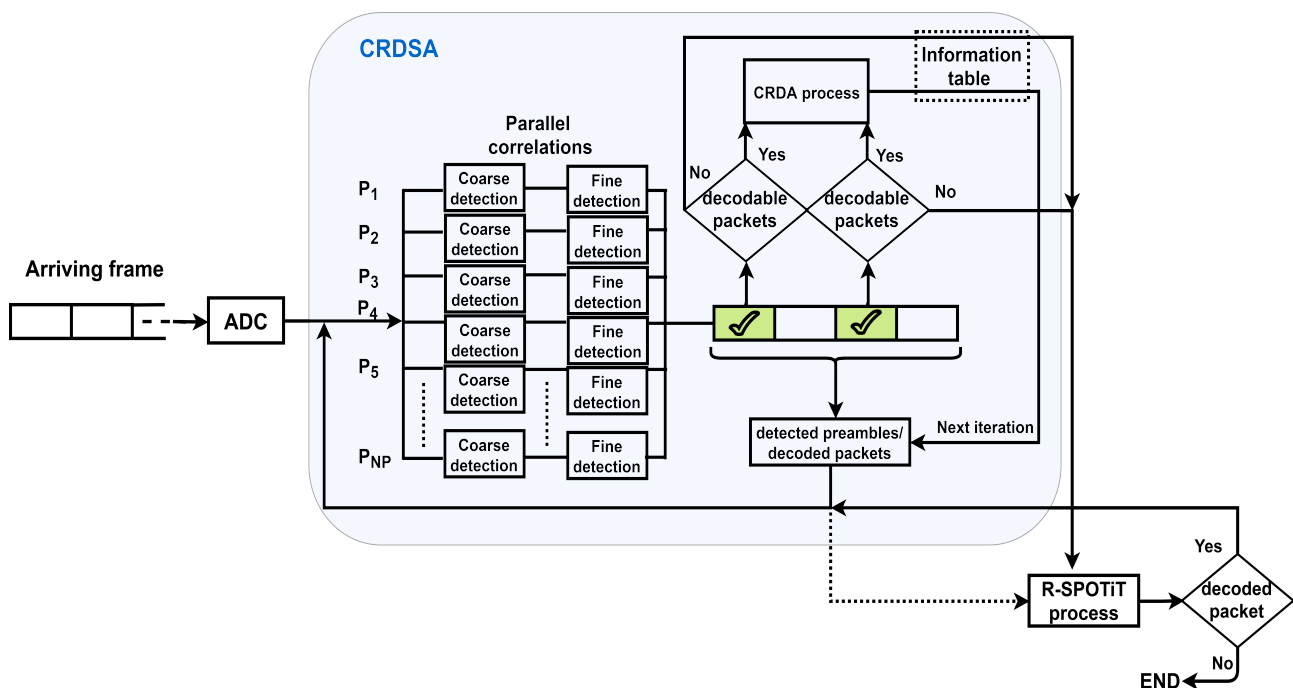 CRDSA
Information
table
CRDA process
Parallel
correlations
No
Yes
Yes
No
decodable
packets
decodable
packets
P1
Coarse
detection
Fine
detection
P2
Coarse
detection
Fine
detection
P3
Coarse
detection
Fine
detection
P4
Coarse
detection
Fine
detection
P5
Coarse
detection
Fine
detection
PNP
Coarse
detection
Fine
detection
Arriving frame
ADC
detected preambles/
decoded packets
Next iteration
Yes
R-SPOTiT
process
decoded
packet
No
END